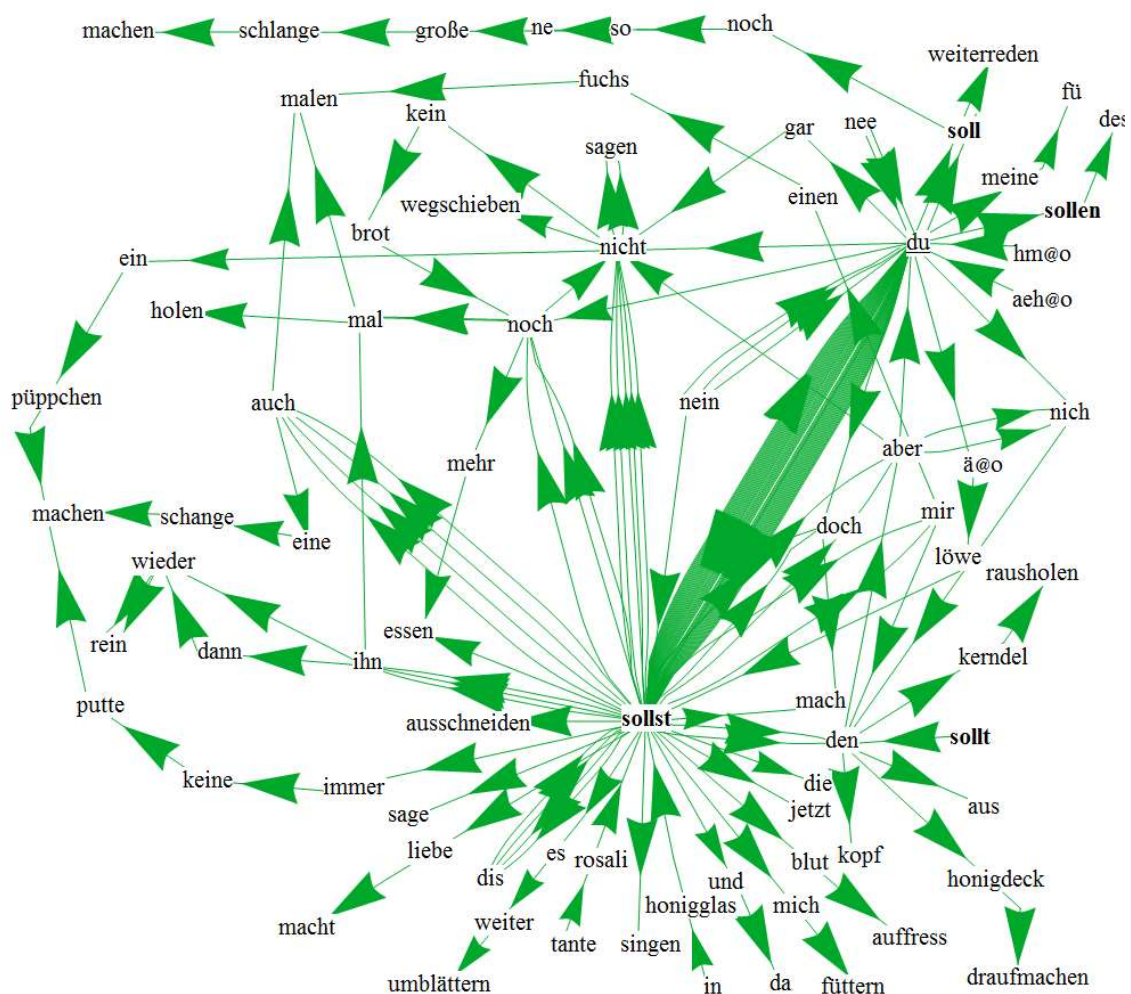 machen
schlange
große
ne
so
noch
weiterreden
fuchs
fü
malen
kein
gar
nee
soll
des
sagen
meine
einen
wegschieben
sollen
brot
nicht
du
hm@o
ein
aeh@o
holen
mal
noch
püppchen
auch
nein
nich
aber
mehr
ä@o
machen
schange
doch
mir
eine
wieder
löwe
rausholen
essen
rein
dann
ihn
kerndel
putte
mach
ausschneiden
sollst
den
sollt
keine
immer
die
jetzt
aus
sage
liebe
es
rosali
blut
kopf
dis
und
honigdeck
macht
weiter
honigglas
mich
tante
singen
auffress
umblättern
in
da
füttern
draufmachen